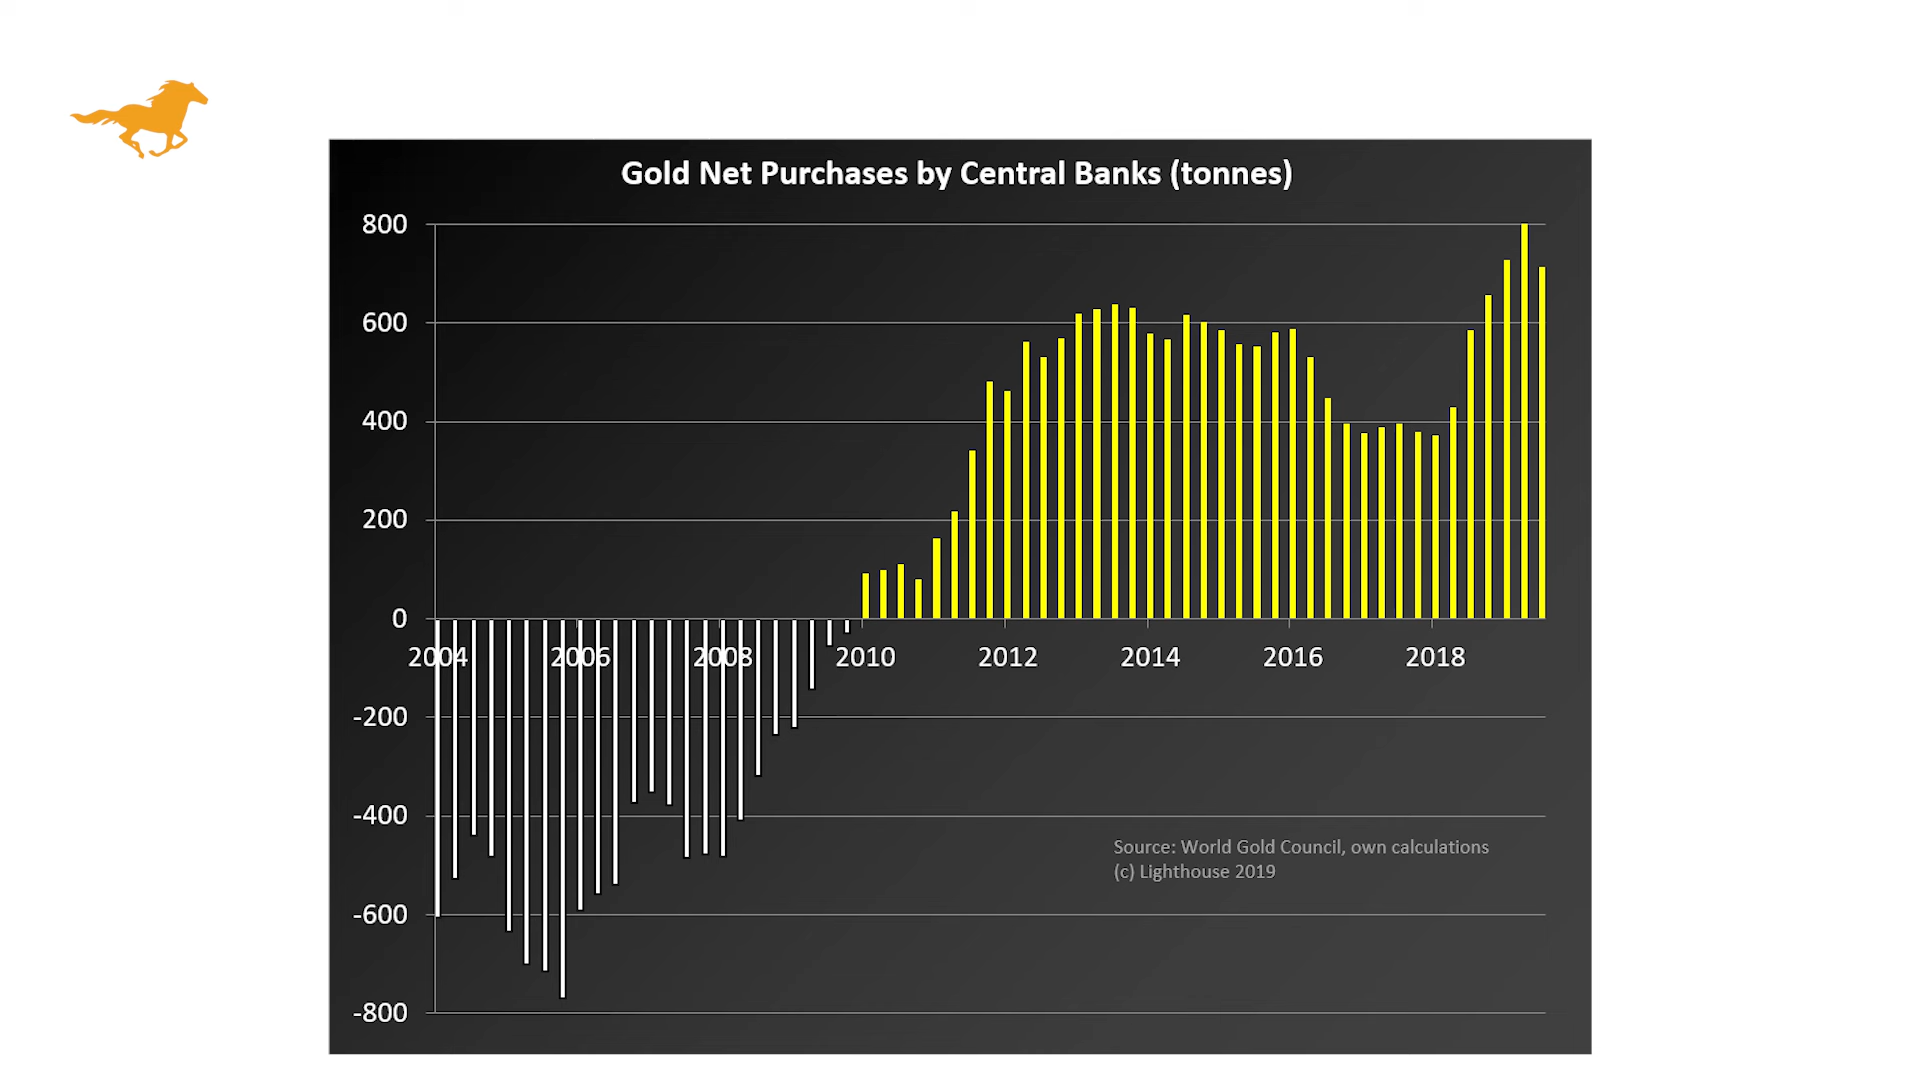 Gold Net Purchases by Central Banks (tonnes)
800
600
400
200
0
2004 2006 2008 2010 2012 2014 2016 2018
-200
-400
Source: World Gold Council, own calculations
(c) Lighthouse 2019
-600
-800